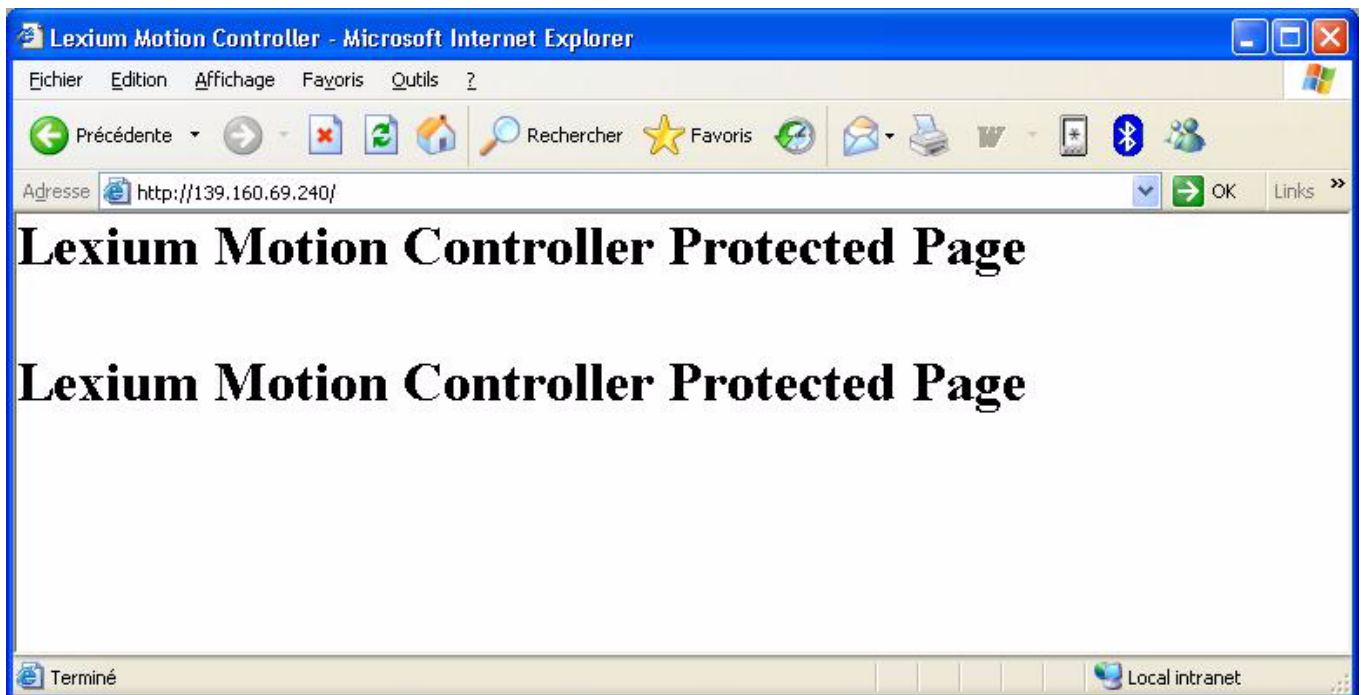 Lexium Motion Controller - Microsoft Internet Explorer
Fichier Edition Affichage Favoris Outils ?
Précédente Rechercher Favoris W
Adresse http://139.160.69.240/ OK Links »
Lexium Motion Controller Protected Page
Lexium Motion Controller Protected Page
Terminé Local intranet